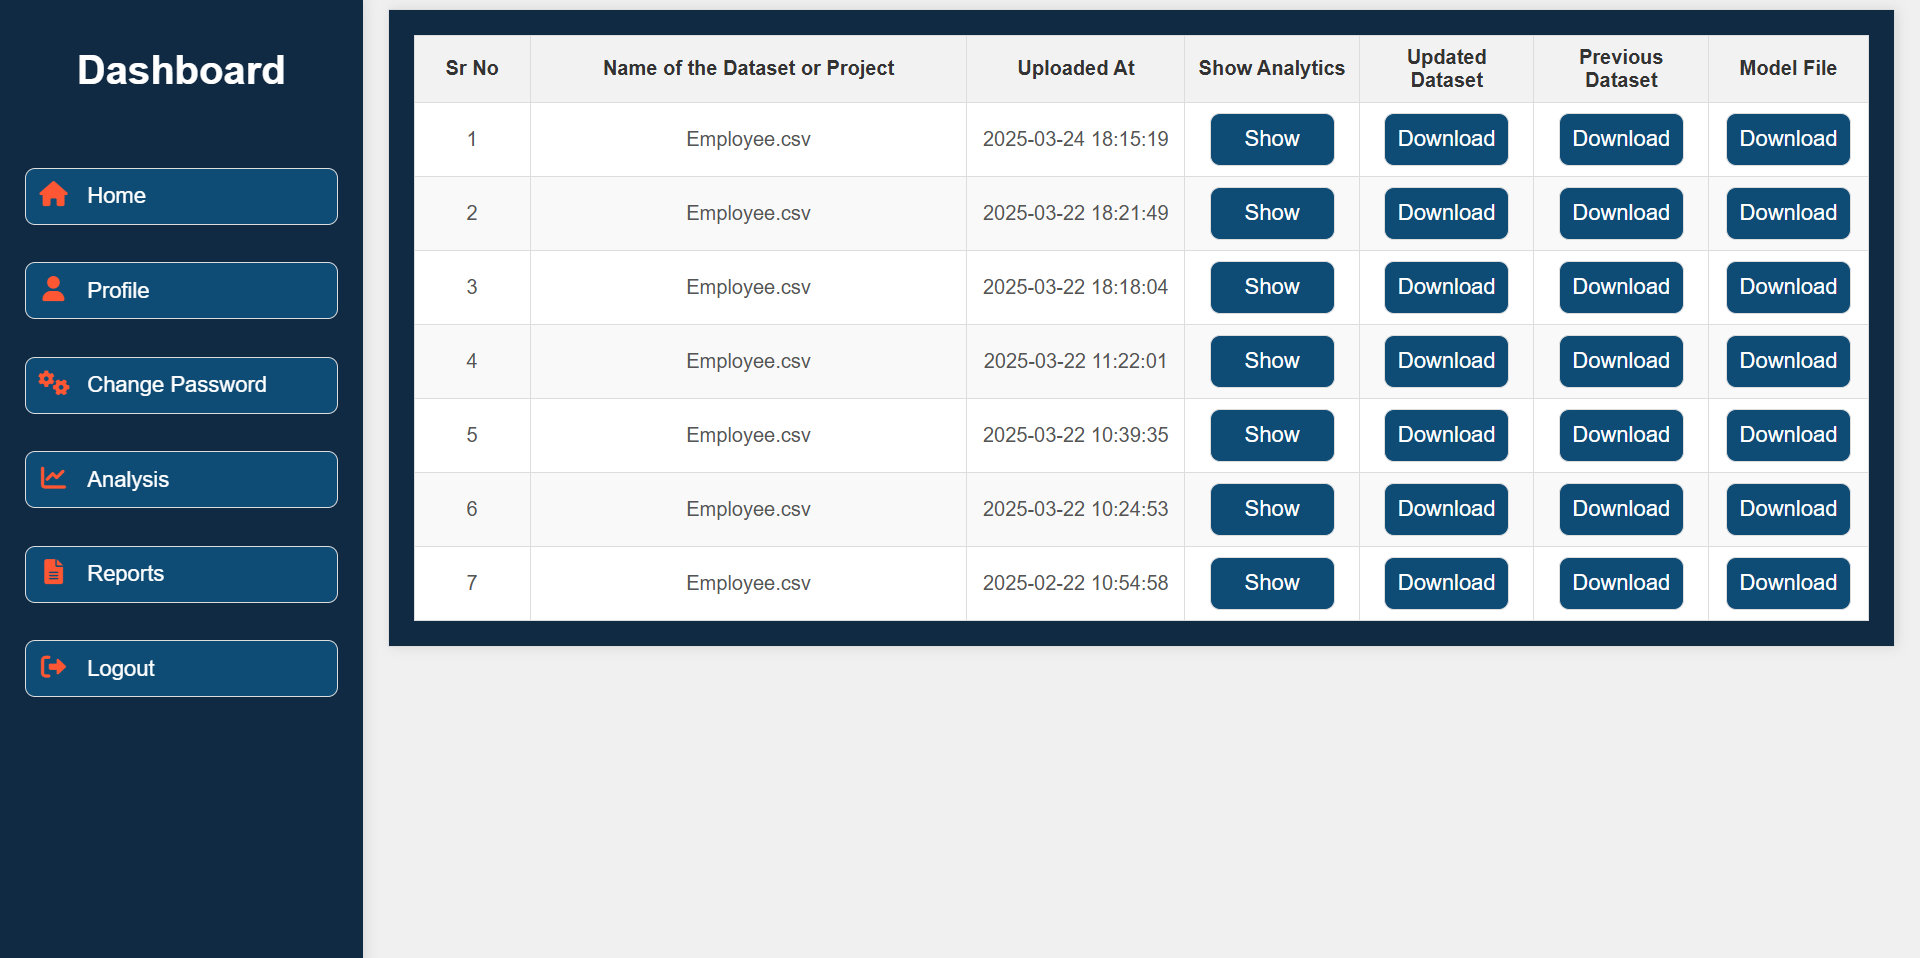 Dashboard
Home
Profile
Change Password
Analysis
Reports
Logout
Sr No Name of the Dataset or Project Uploaded At Show Analytics Updated Dataset Previous Dataset Model File
1 Employee.csv 2025-03-24 18:15:19 Show Download Download Download
2 Employee.csv 2025-03-22 18:21:49 Show Download Download Download
3 Employee.csv 2025-03-22 18:18:04 Show Download Download Download
4 Employee.csv 2025-03-22 11:22:01 Show Download Download Download
5 Employee.csv 2025-03-22 10:39:35 Show Download Download Download
6 Employee.csv 2025-03-22 10:24:53 Show Download Download Download
7 Employee.csv 2025-02-22 10:54:58 Show Download Download Download